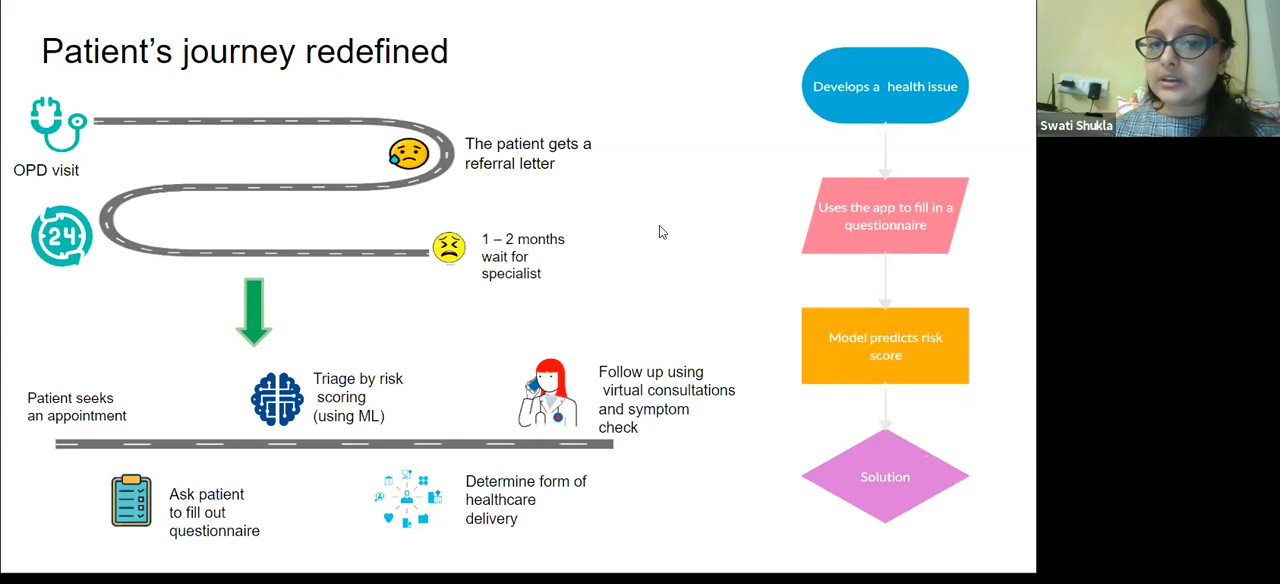 Patient's journey redefined
OPD visit
The patient gets a
referral letter
24
1 – 2 months
wait for
specialist
Patient seeks
an appointment
Triage by risk
scoring
(using ML)
Follow up using
virtual consultations
and symptom
check
Ask patient
to fill out
questionnaire
Determine form of
healthcare
delivery
Develops a health issue
Uses the app to fill in a
questionnaire
Model predicts risk
score
Solution
Swati Shukla